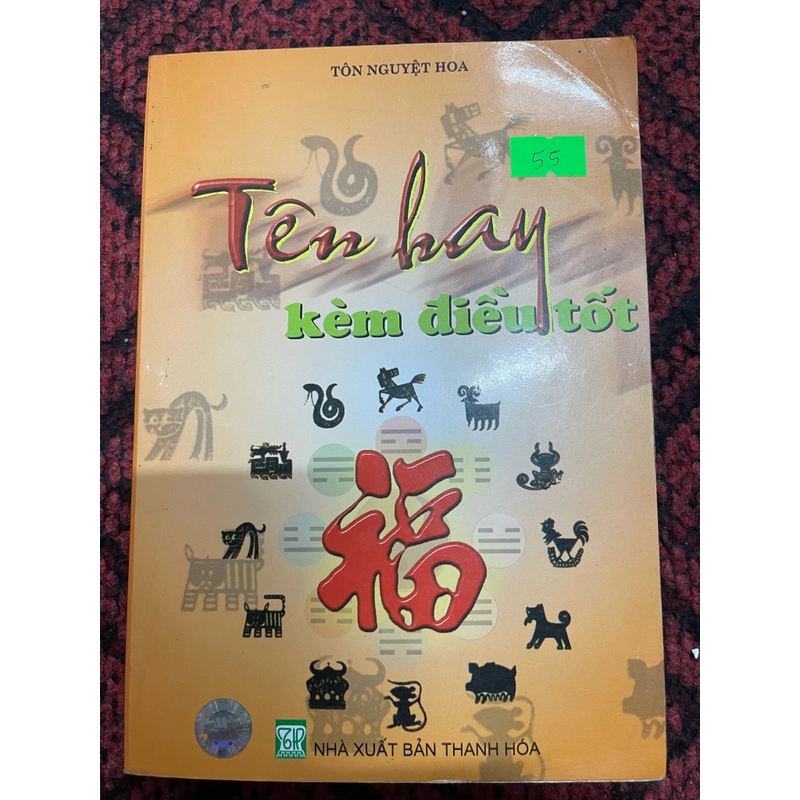 TÔN NGUYỆT HOA
55
Tên hay
kèm điều tốt
福
NHÀ XUẤT BẢN THANH HÓA